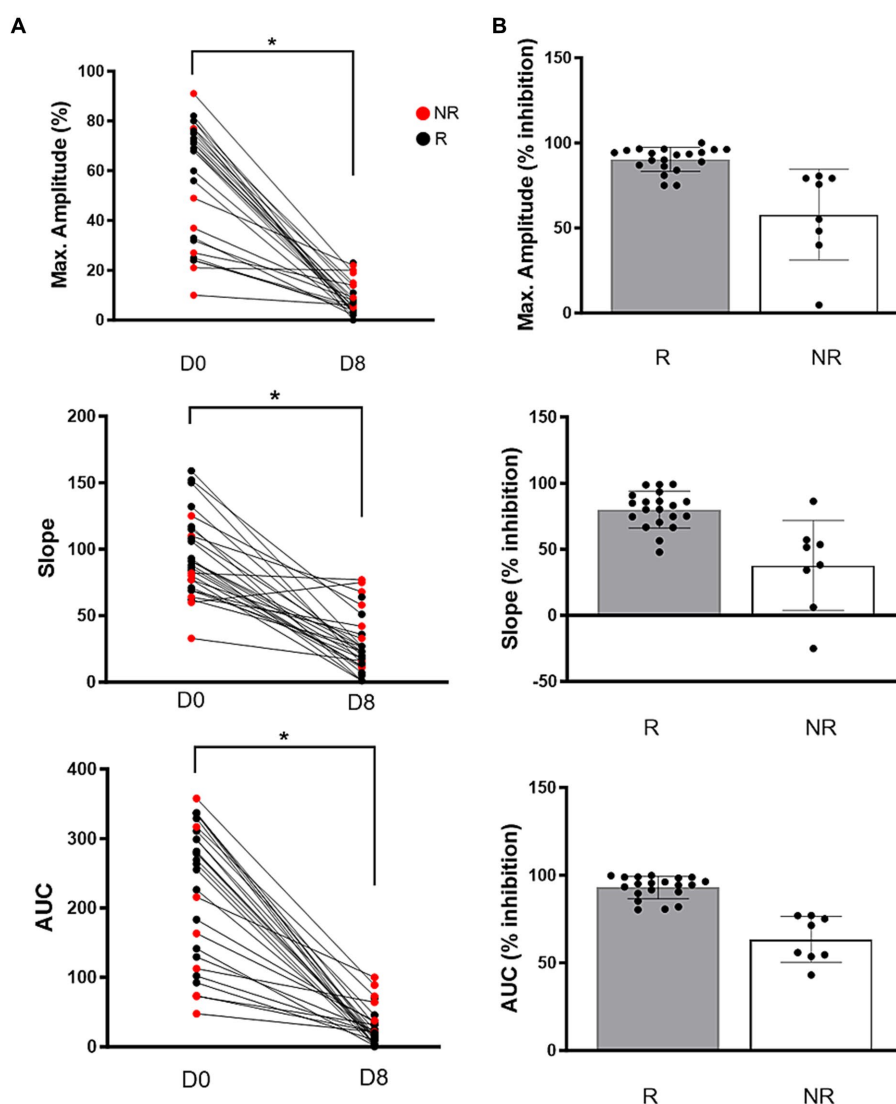 A
*
Max. Amplitude (%)
100
80
60
40
20
0
D0 D8
NR
R
B
Max. Amplitude (% inhibition)
150
100
50
0
R NR
*
Slope
200
150
100
50
0
D0 D8
Slope (% inhibition)
150
100
50
0
-50
R NR
*
AUC
400
300
200
100
0
D0 D8
AUC (% inhibition)
150
100
50
0
R NR